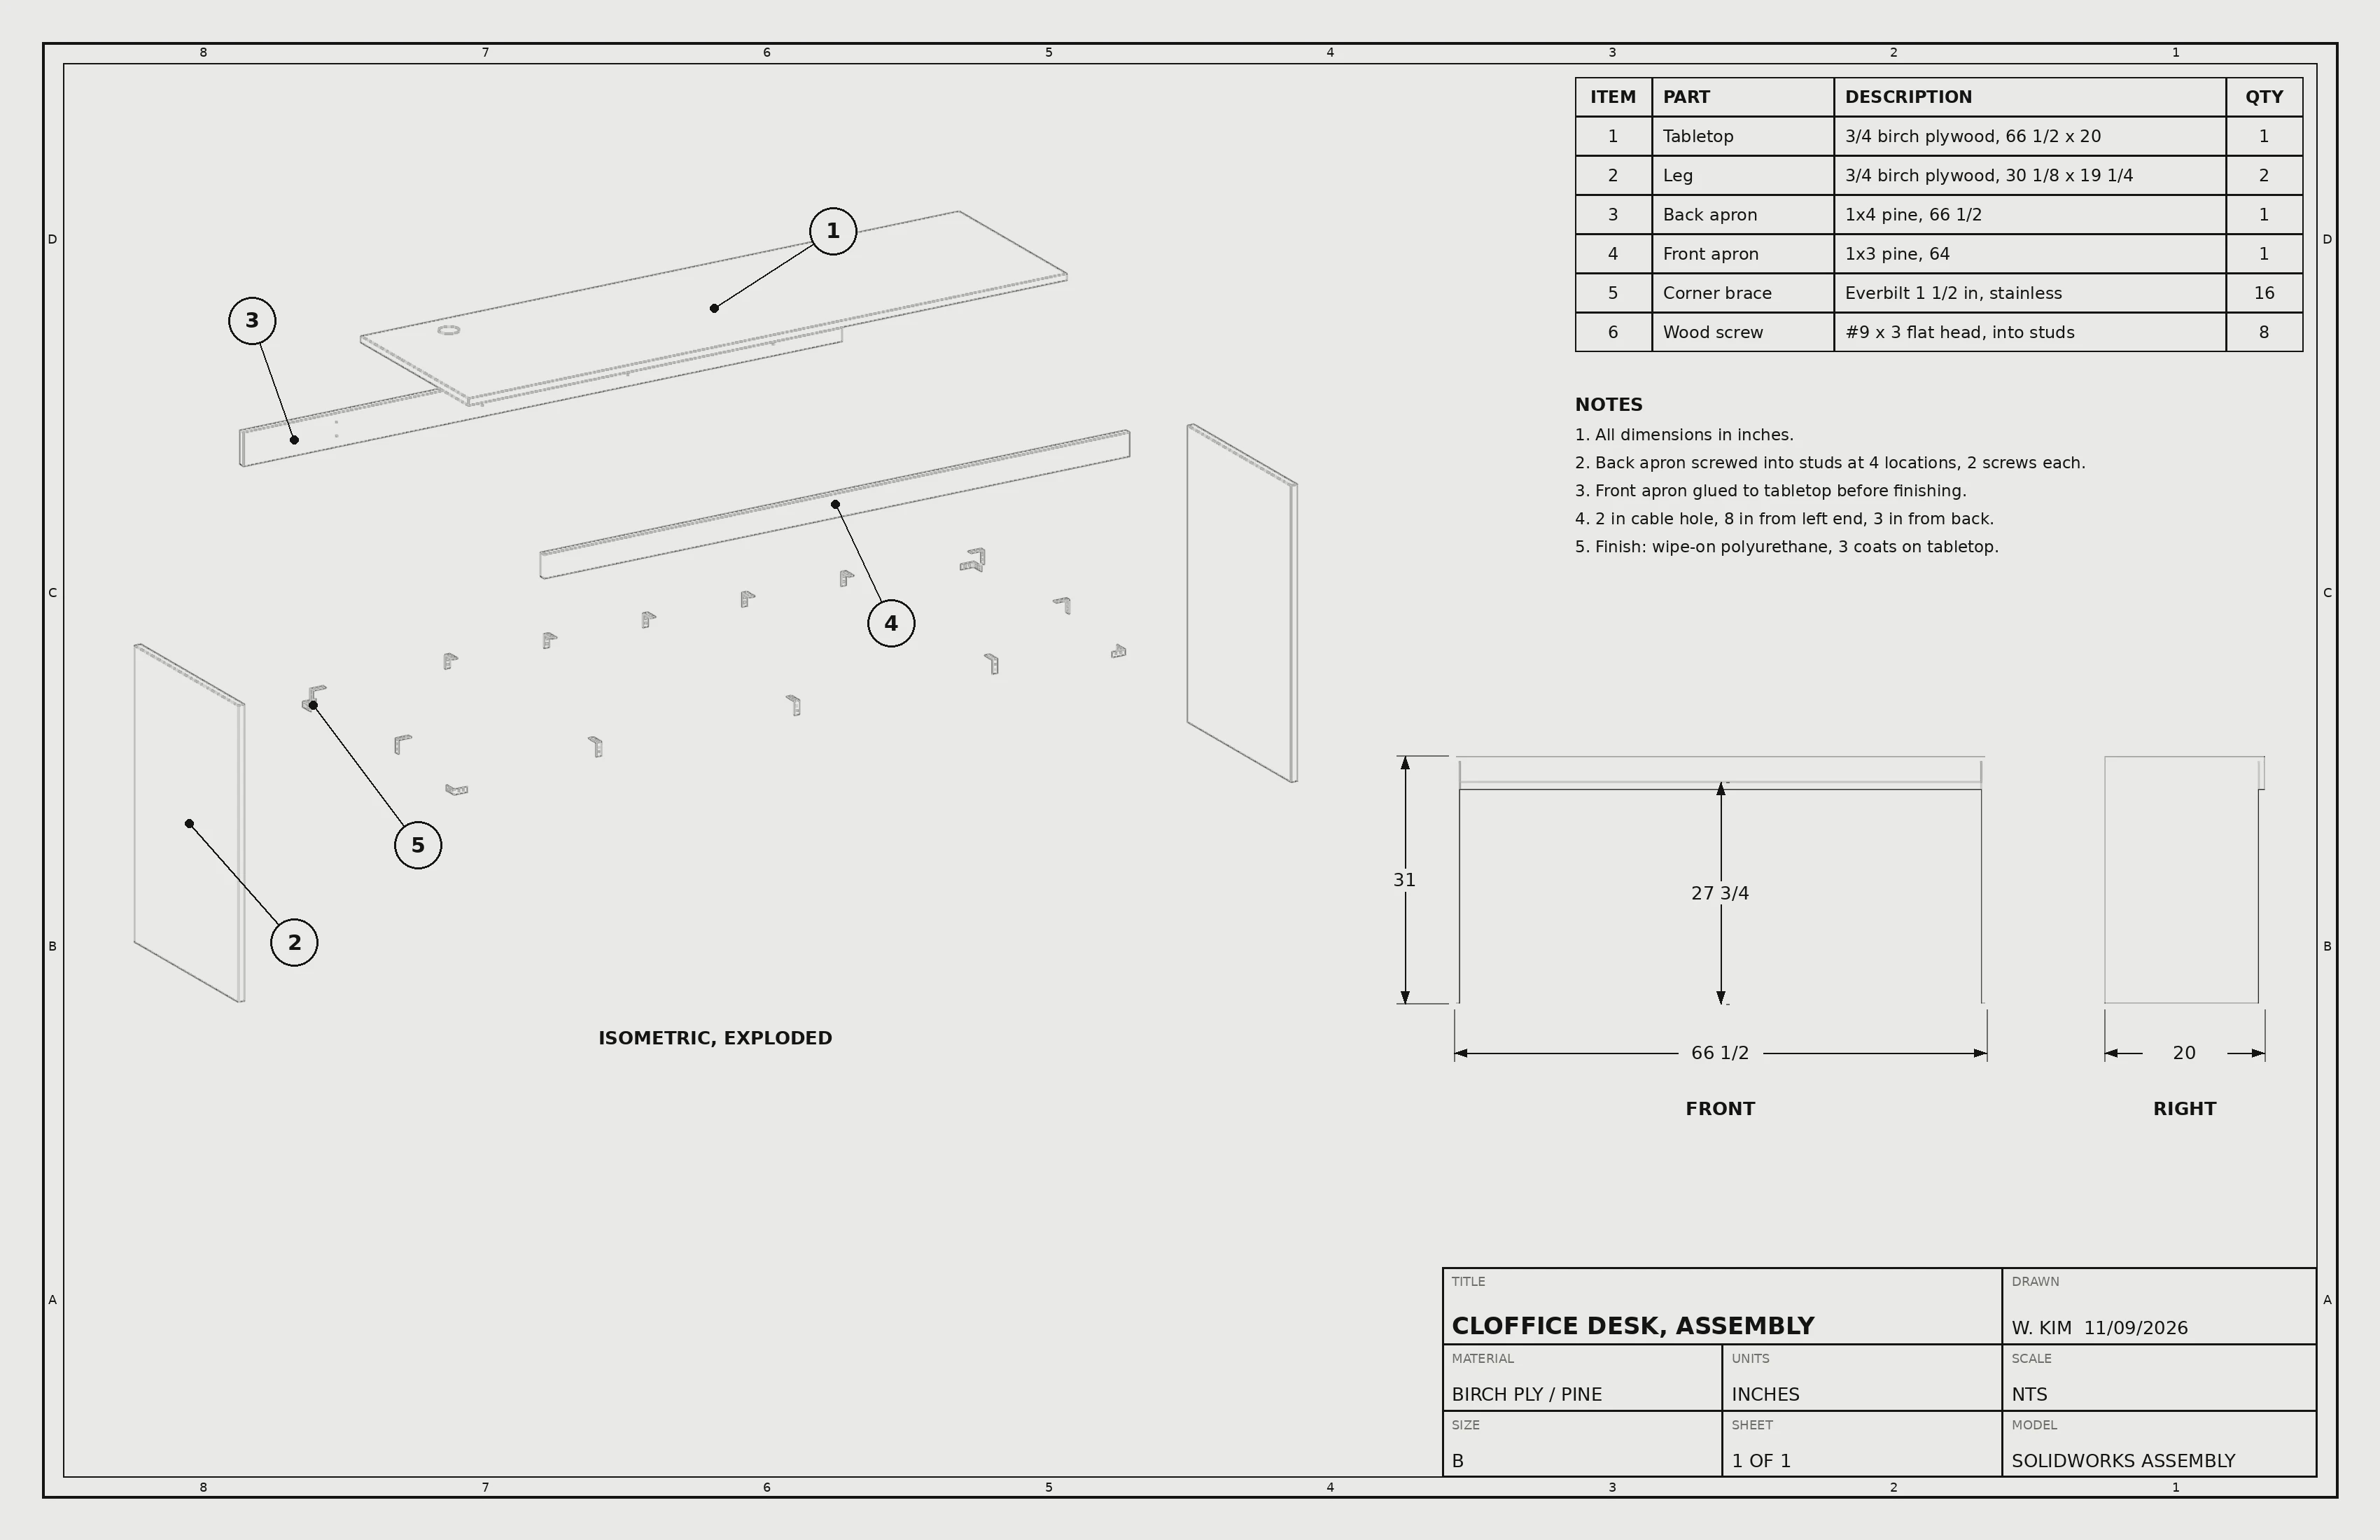 8 7 6 5 4 3 2 1
D D
C C
B B
A A
ITEM PART DESCRIPTION QTY
1 Tabletop 3/4 birch plywood, 66 1/2 x 20 1
2 Leg 3/4 birch plywood, 30 1/8 x 19 1/4 2
3 Back apron 1x4 pine, 66 1/2 1
4 Front apron 1x3 pine, 64 1
5 Corner brace Everbilt 1 1/2 in, stainless 16
6 Wood screw #9 x 3 flat head, into studs 8
NOTES
1. All dimensions in inches.
2. Back apron screwed into studs at 4 locations, 2 screws each.
3. Front apron glued to tabletop before finishing.
4. 2 in cable hole, 8 in from left end, 3 in from back.
5. Finish: wipe-on polyurethane, 3 coats on tabletop.
1
3
4
5
2
ISOMETRIC, EXPLODED
31
27 3/4
66 1/2
20
FRONT
RIGHT
TITLE
CLOFFICE DESK, ASSEMBLY
DRAWN
W. KIM 11/09/2026
MATERIAL
BIRCH PLY / PINE
UNITS
INCHES
SCALE
NTS
SIZE
B
SHEET
1 OF 1
MODEL
SOLIDWORKS ASSEMBLY
8 7 6 5 4 3 2 1